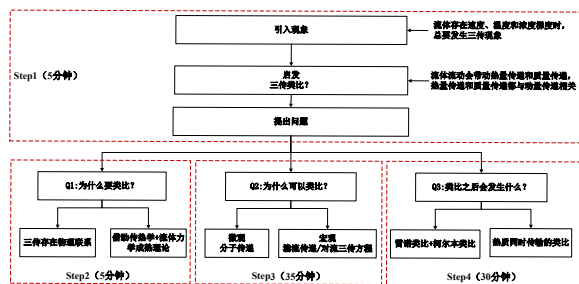 引入现象
流体存在速度、温度和浓度梯度时，
总要发生三传现象
Step1（5分钟）
启发
三传类比？
流体流动会带动热量传递和质量传递，
热量传递和质量传递都与动量传递相关
提出问题
Q1:为什么要类比？
Q2:为什么可以类比？
Q3:类比之后会发生什么？
三传存在物理联系
借助传热学+流体力
学成熟理论
微观
分子传递
宏观
湍流传递/对流三传方程
雷诺类比+柯尔本类比
热质同时传输的类比
Step2（5分钟）
Step3（35分钟）
Step4（30分钟）